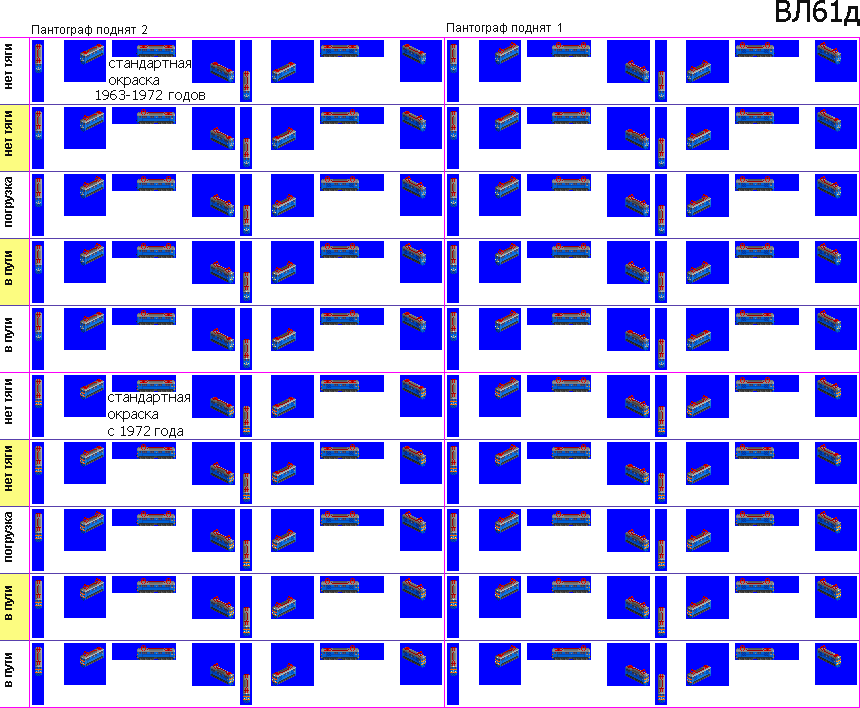 ВЛ61д
Пантограф поднят 2
Пантограф поднят 1
нет тяги
стандартная
окраска
1963-1972 годов
нет тяги
погрузка
в пути
в пути
нет тяги
стандартная
окраска
с 1972 года
нет тяги
погрузка
в пути
в пути